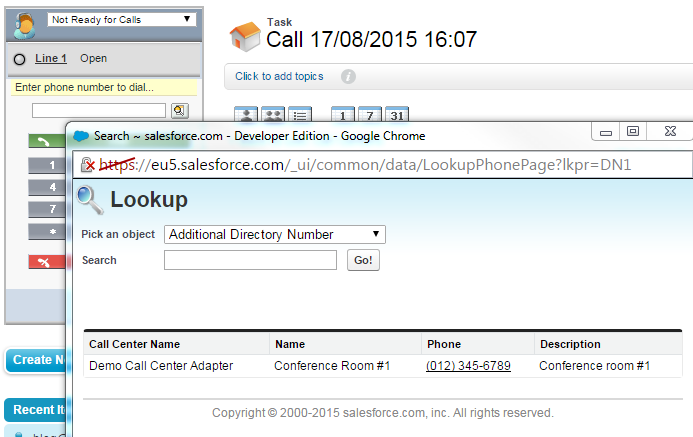 Not Ready for Calls
Task
Call 17/08/2015 16:07
Line 1 Open
Click to add topics i
Enter phone number to dial...
1 7 31
Search ~ salesforce.com - Developer Edition - Google Chrome
https://eu5.salesforce.com/_ui/common/data/LookupPhonePage?lkpr=DN1
1
4
7
*
Lookup
Pick an object Additional Directory Number
Search Go!
Call Center Name Name Phone Description
Demo Call Center Adapter Conference Room #1 (012) 345-6789 Conference room #1
Create
Recent
Copyright © 2000-2015 salesforce.com, inc. All rights reserved.